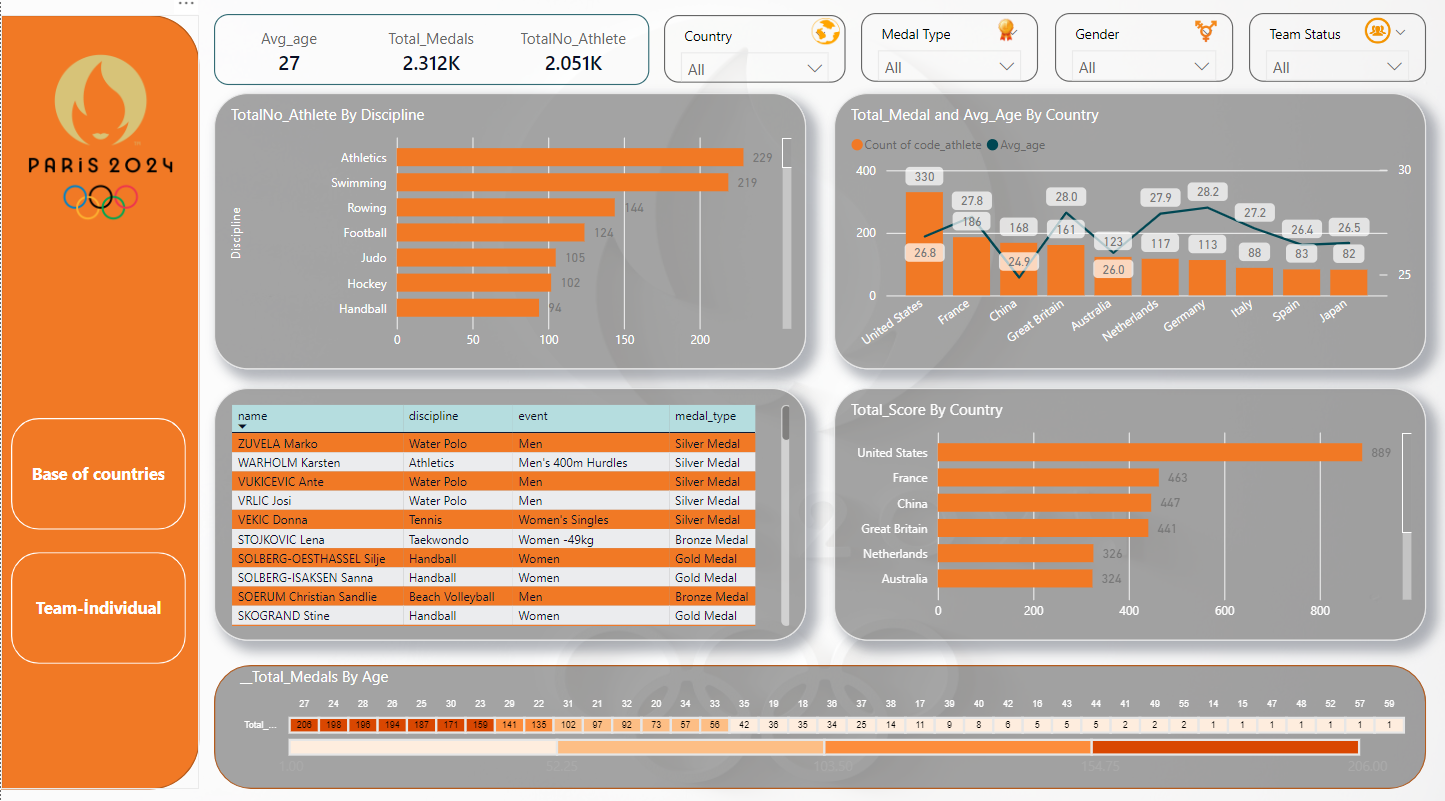 PARIS 2024
Base of countries
Team-İndividual
Avg_age Total_Medals TotalNo_Athlete
27 2.312K 2.051K
Country
All
Medal Type
All
Gender
All
Team Status
All
TotalNo_Athlete By Discipline
Discipline
Athletics 229
Swimming 219
Rowing 144
Football 124
Judo 105
Hockey 102
Handball 94
0 50 100 150 200
Total_Medal and Avg_Age By Country
Count of code_athlete Avg_age
400 200 0
30 25
330 186 168 161 123 117 113 88 83 82
26.8 27.8 24.9 28.0 26.0 27.9 28.2 27.2 26.4 26.5
United States France China Great Britain Australia Netherlands Germany Italy Spain Japan
name discipline event medal_type
ZUVELA Marko Water Polo Men Silver Medal
WARHOLM Karsten Athletics Men's 400m Hurdles Silver Medal
VUKICEVIC Ante Water Polo Men Silver Medal
VRLIC Josi Water Polo Men Silver Medal
VEKIC Donna Tennis Women's Singles Silver Medal
STOJKOVIC Lena Taekwondo Women -49kg Bronze Medal
SOLBERG-OESTHASSEL Silje Handball Women Gold Medal
SOLBERG-ISAKSEN Sanna Handball Women Gold Medal
SOERUM Christian Sandlie Beach Volleyball Men Bronze Medal
SKOGRAND Stine Handball Women Gold Medal
Total_Score By Country
United States 889
France 463
China 447
Great Britain 441
Netherlands 326
Australia 324
0 200 400 600 800
__Total_Medals By Age
27 24 28 26 25 30 23 29 22 31 21 32 20 34 33 35 19 18 36 37 38 17 39 40 42 16 43 44 41 49 55 14 15 47 48 52 57 59
Total_... 206 198 196 194 187 171 159 141 135 102 97 92 73 57 56 42 36 35 34 25 14 11 9 8 6 5 5 5 2 2 2 1 1 1 1 1 1 1
1.00 52.25 103.50 154.75 206.00